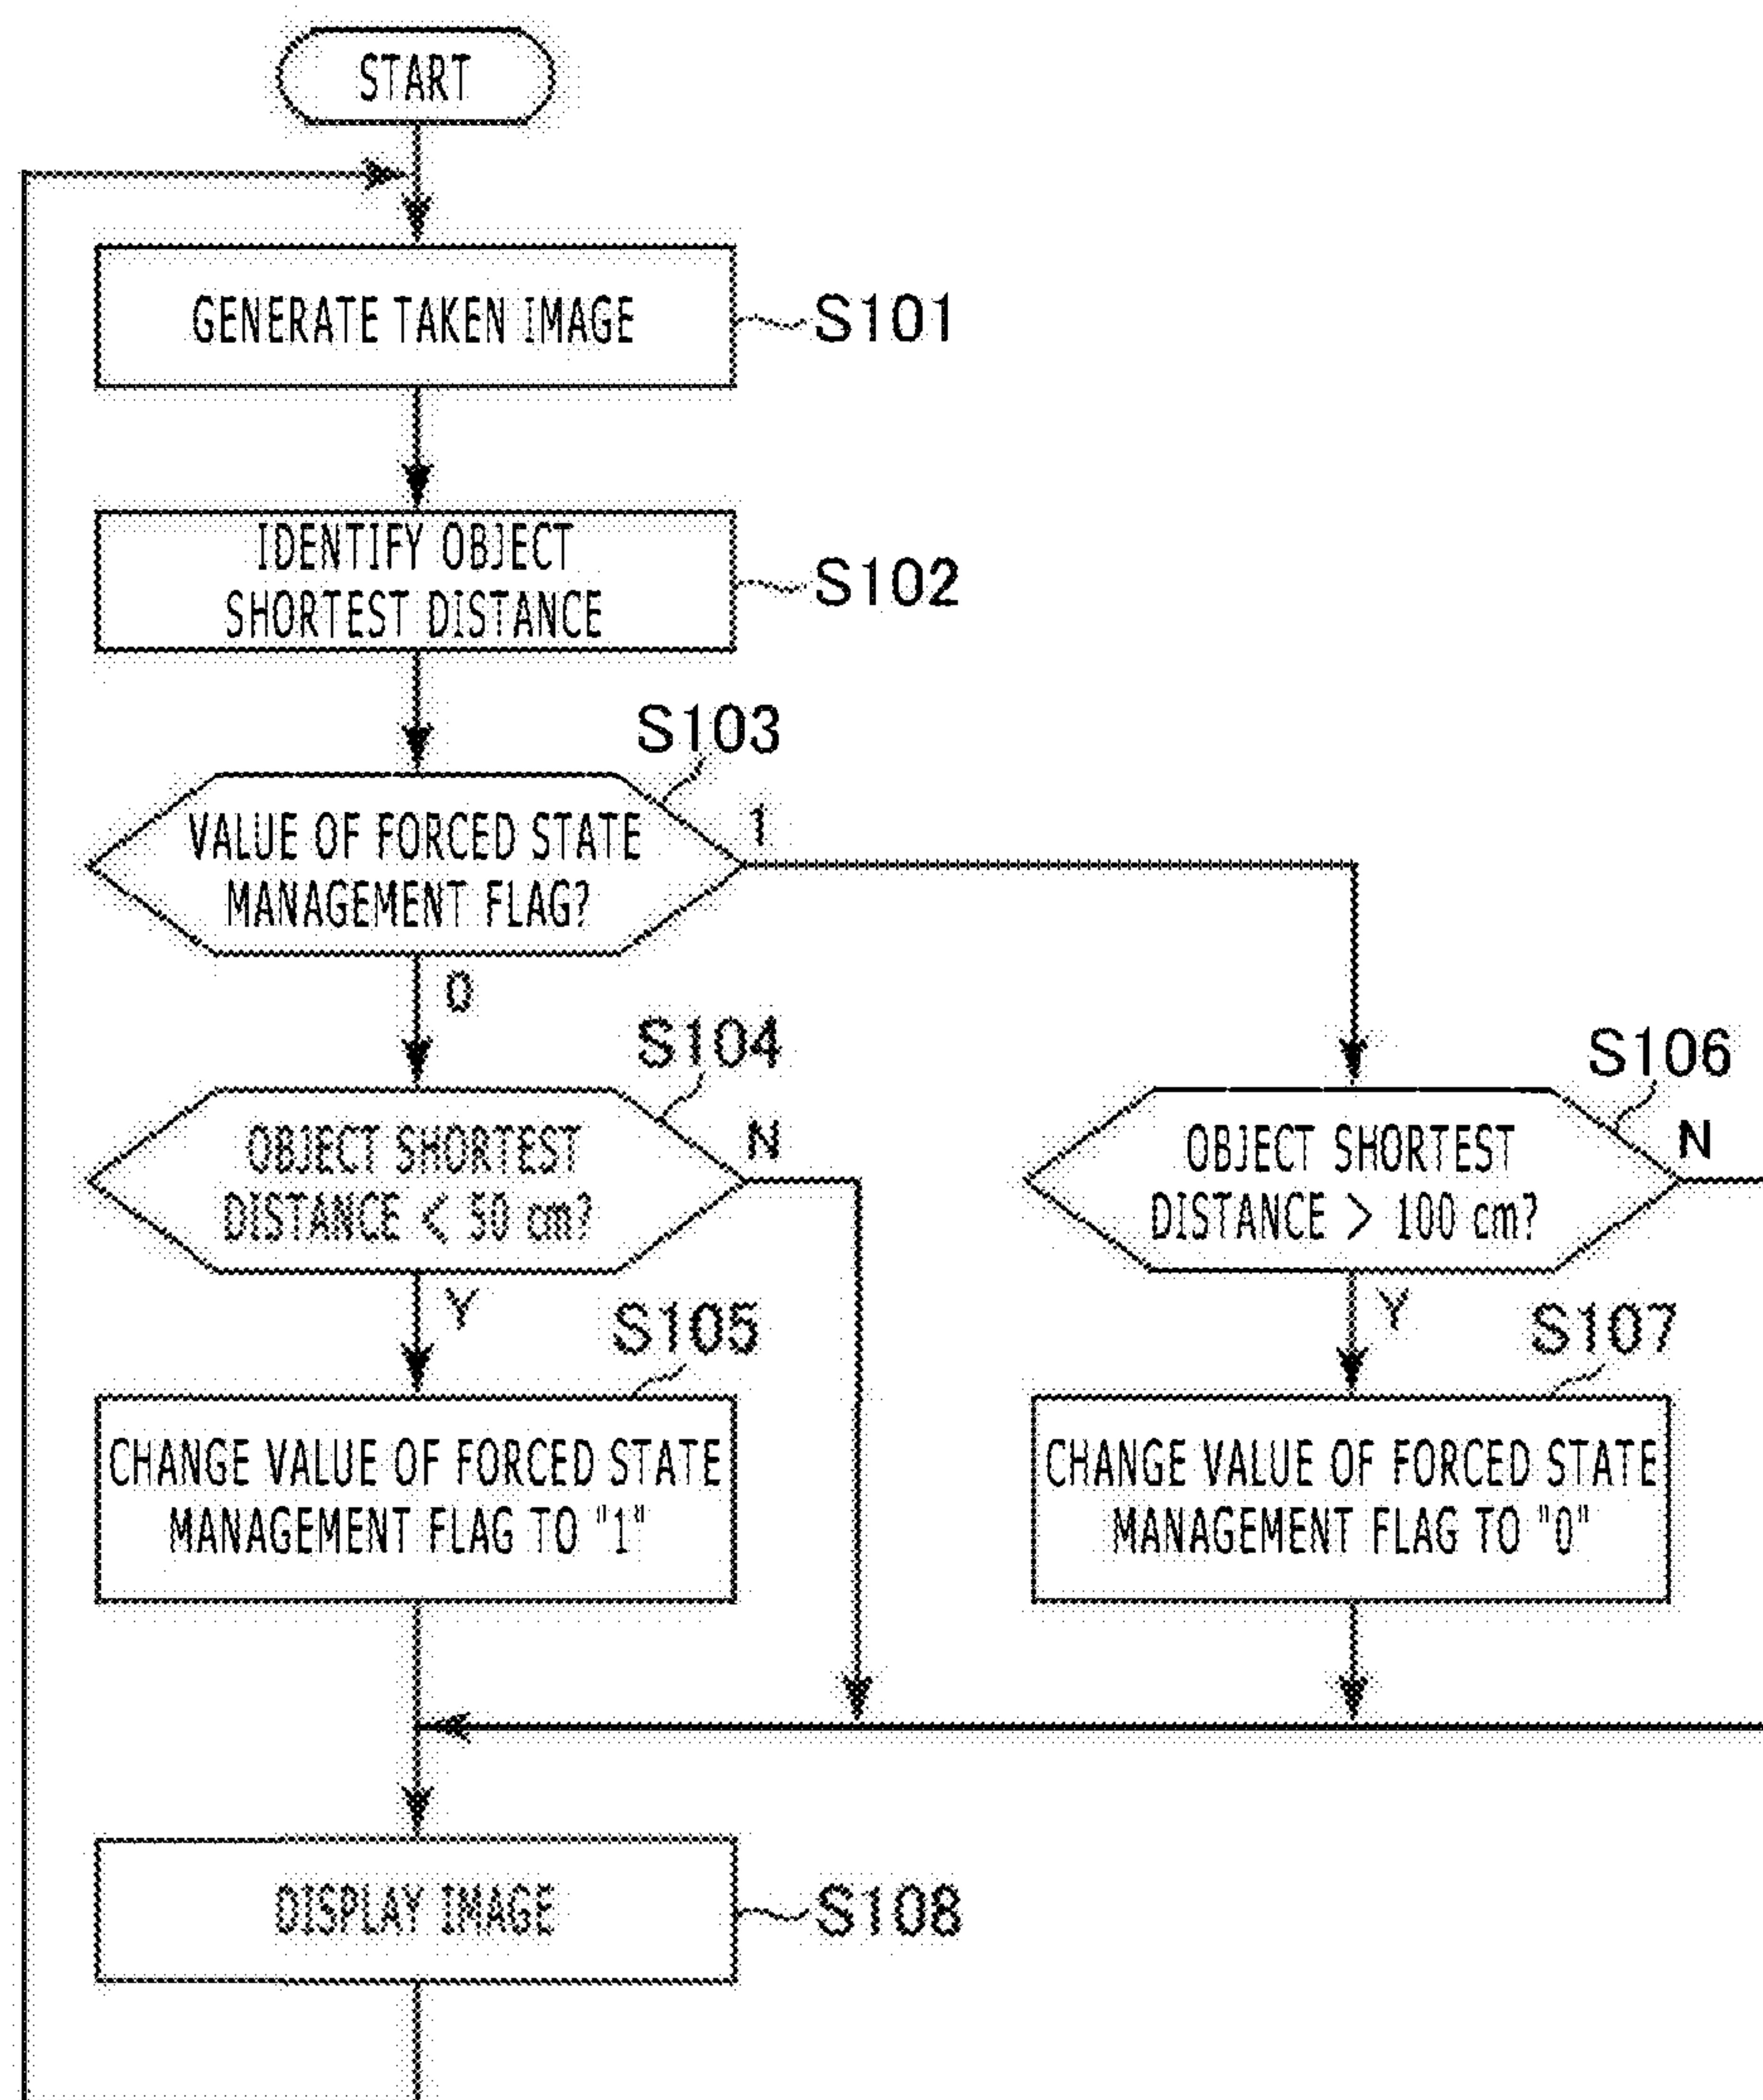 START
GENERATE TAKEN IMAGE
S101
IDENTIFY OBJECT
SHORTEST DISTANCE
S102
S103
VALUE OF FORCED STATE
MANAGEMENT FLAG?
1
0
S104
OBJECT SHORTEST
DISTANCE < 50 cm?
N
Y
S105
CHANGE VALUE OF FORCED STATE
MANAGEMENT FLAG TO "1"
S106
OBJECT SHORTEST
DISTANCE > 100 cm?
N
Y
S107
CHANGE VALUE OF FORCED STATE
MANAGEMENT FLAG TO "0"
DISPLAY IMAGE
S108